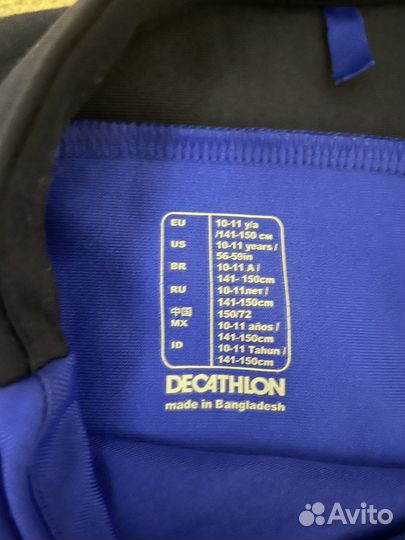 EU 10-11 y/a
/141-150 см
US 10-11 years /
56-59in
BR 10-11 A /
141- 150cm
RU 10-11лет /
141-150cm
中国 150/72
MX 10-11 años /
141-150cm
ID 10-11 Tahun /
141-150cm
DECATHLON
made in Bangladesh
Avito